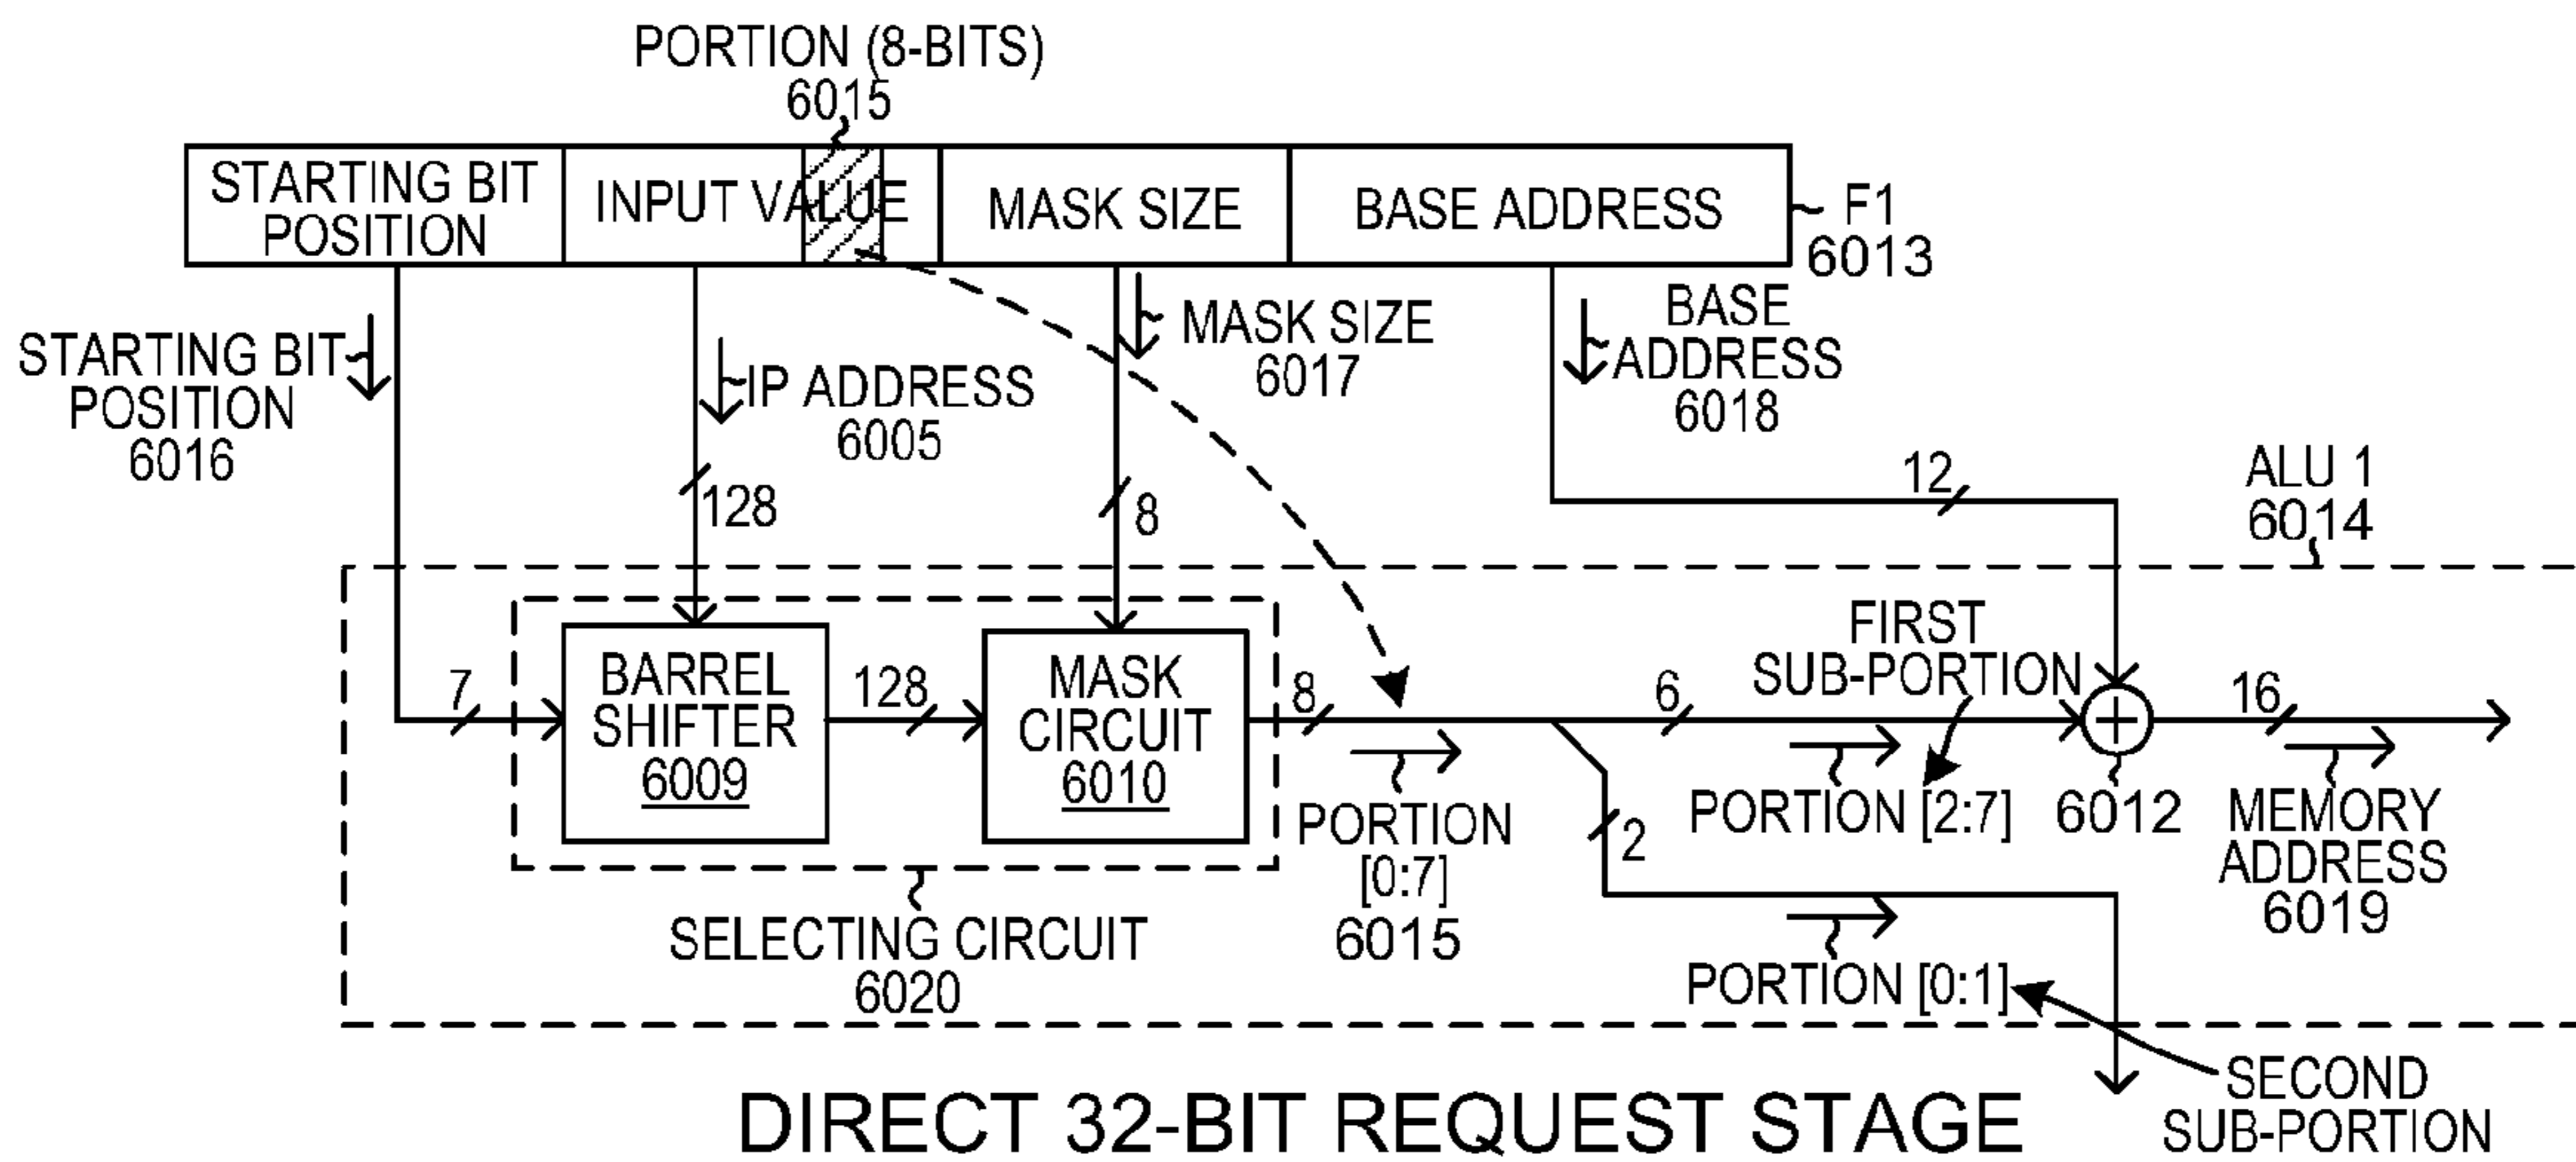 PORTION (8-BITS)
6015
STARTING BIT
POSITION
INPUT VALUE
MASK SIZE
BASE ADDRESS
F1
6013
STARTING BIT
POSITION
6016
IP ADDRESS
6005
MASK SIZE
6017
BASE
ADDRESS
6018
128
8
12
ALU 1
6014
7
BARREL
SHIFTER
6009
128
MASK
CIRCUIT
6010
8
PORTION
[0:7]
6015
6
FIRST
SUB-PORTION
PORTION [2:7]
6012
16
MEMORY
ADDRESS
6019
2
PORTION [0:1]
SELECTING CIRCUIT
6020
SECOND
SUB-PORTION
DIRECT 32-BIT REQUEST STAGE